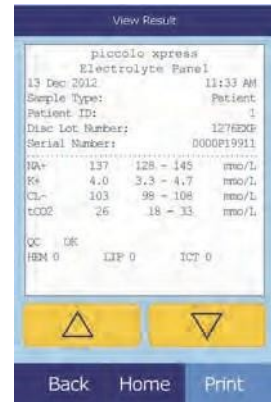 View Result
piccolo xpress
Electrolyte Panel
13 Dec 2012 11:33 AM
Sample Type: Patient
Patient ID: 1
Disc Lot Number: 1276EXE
Serial Number: 0000P19911
NA+ 137 128 - 145 mmo/L
K+ 4.0 3.3 - 4.7 mmo/L
CL- 103 98 - 108 mmo/L
tCO2 26 18 - 33 mmo/L
QC OK
HEM 0 LIP 0 ICT 0
Back Home Print